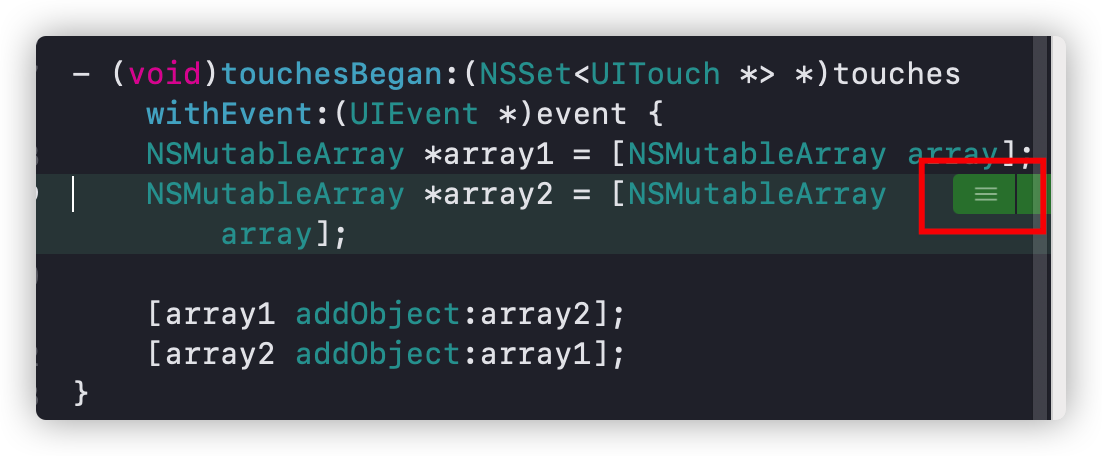 - (void)touchesBegan:(NSSet<UITouch *> *)touches
withEvent:(UIEvent *)event {
NSMutableArray *array1 = [NSMutableArray array];
NSMutableArray *array2 = [NSMutableArray
array];
[array1 addObject:array2];
[array2 addObject:array1];
}